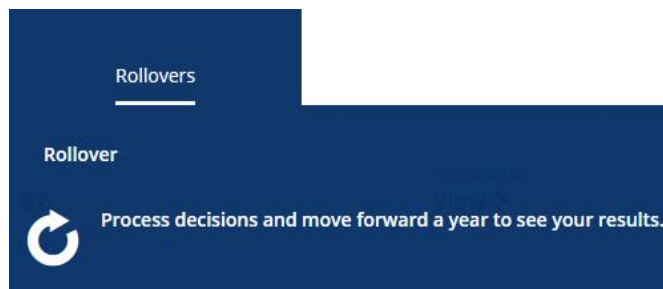 Rollovers
Rollover
Process decisions and move forward a year to see your results.